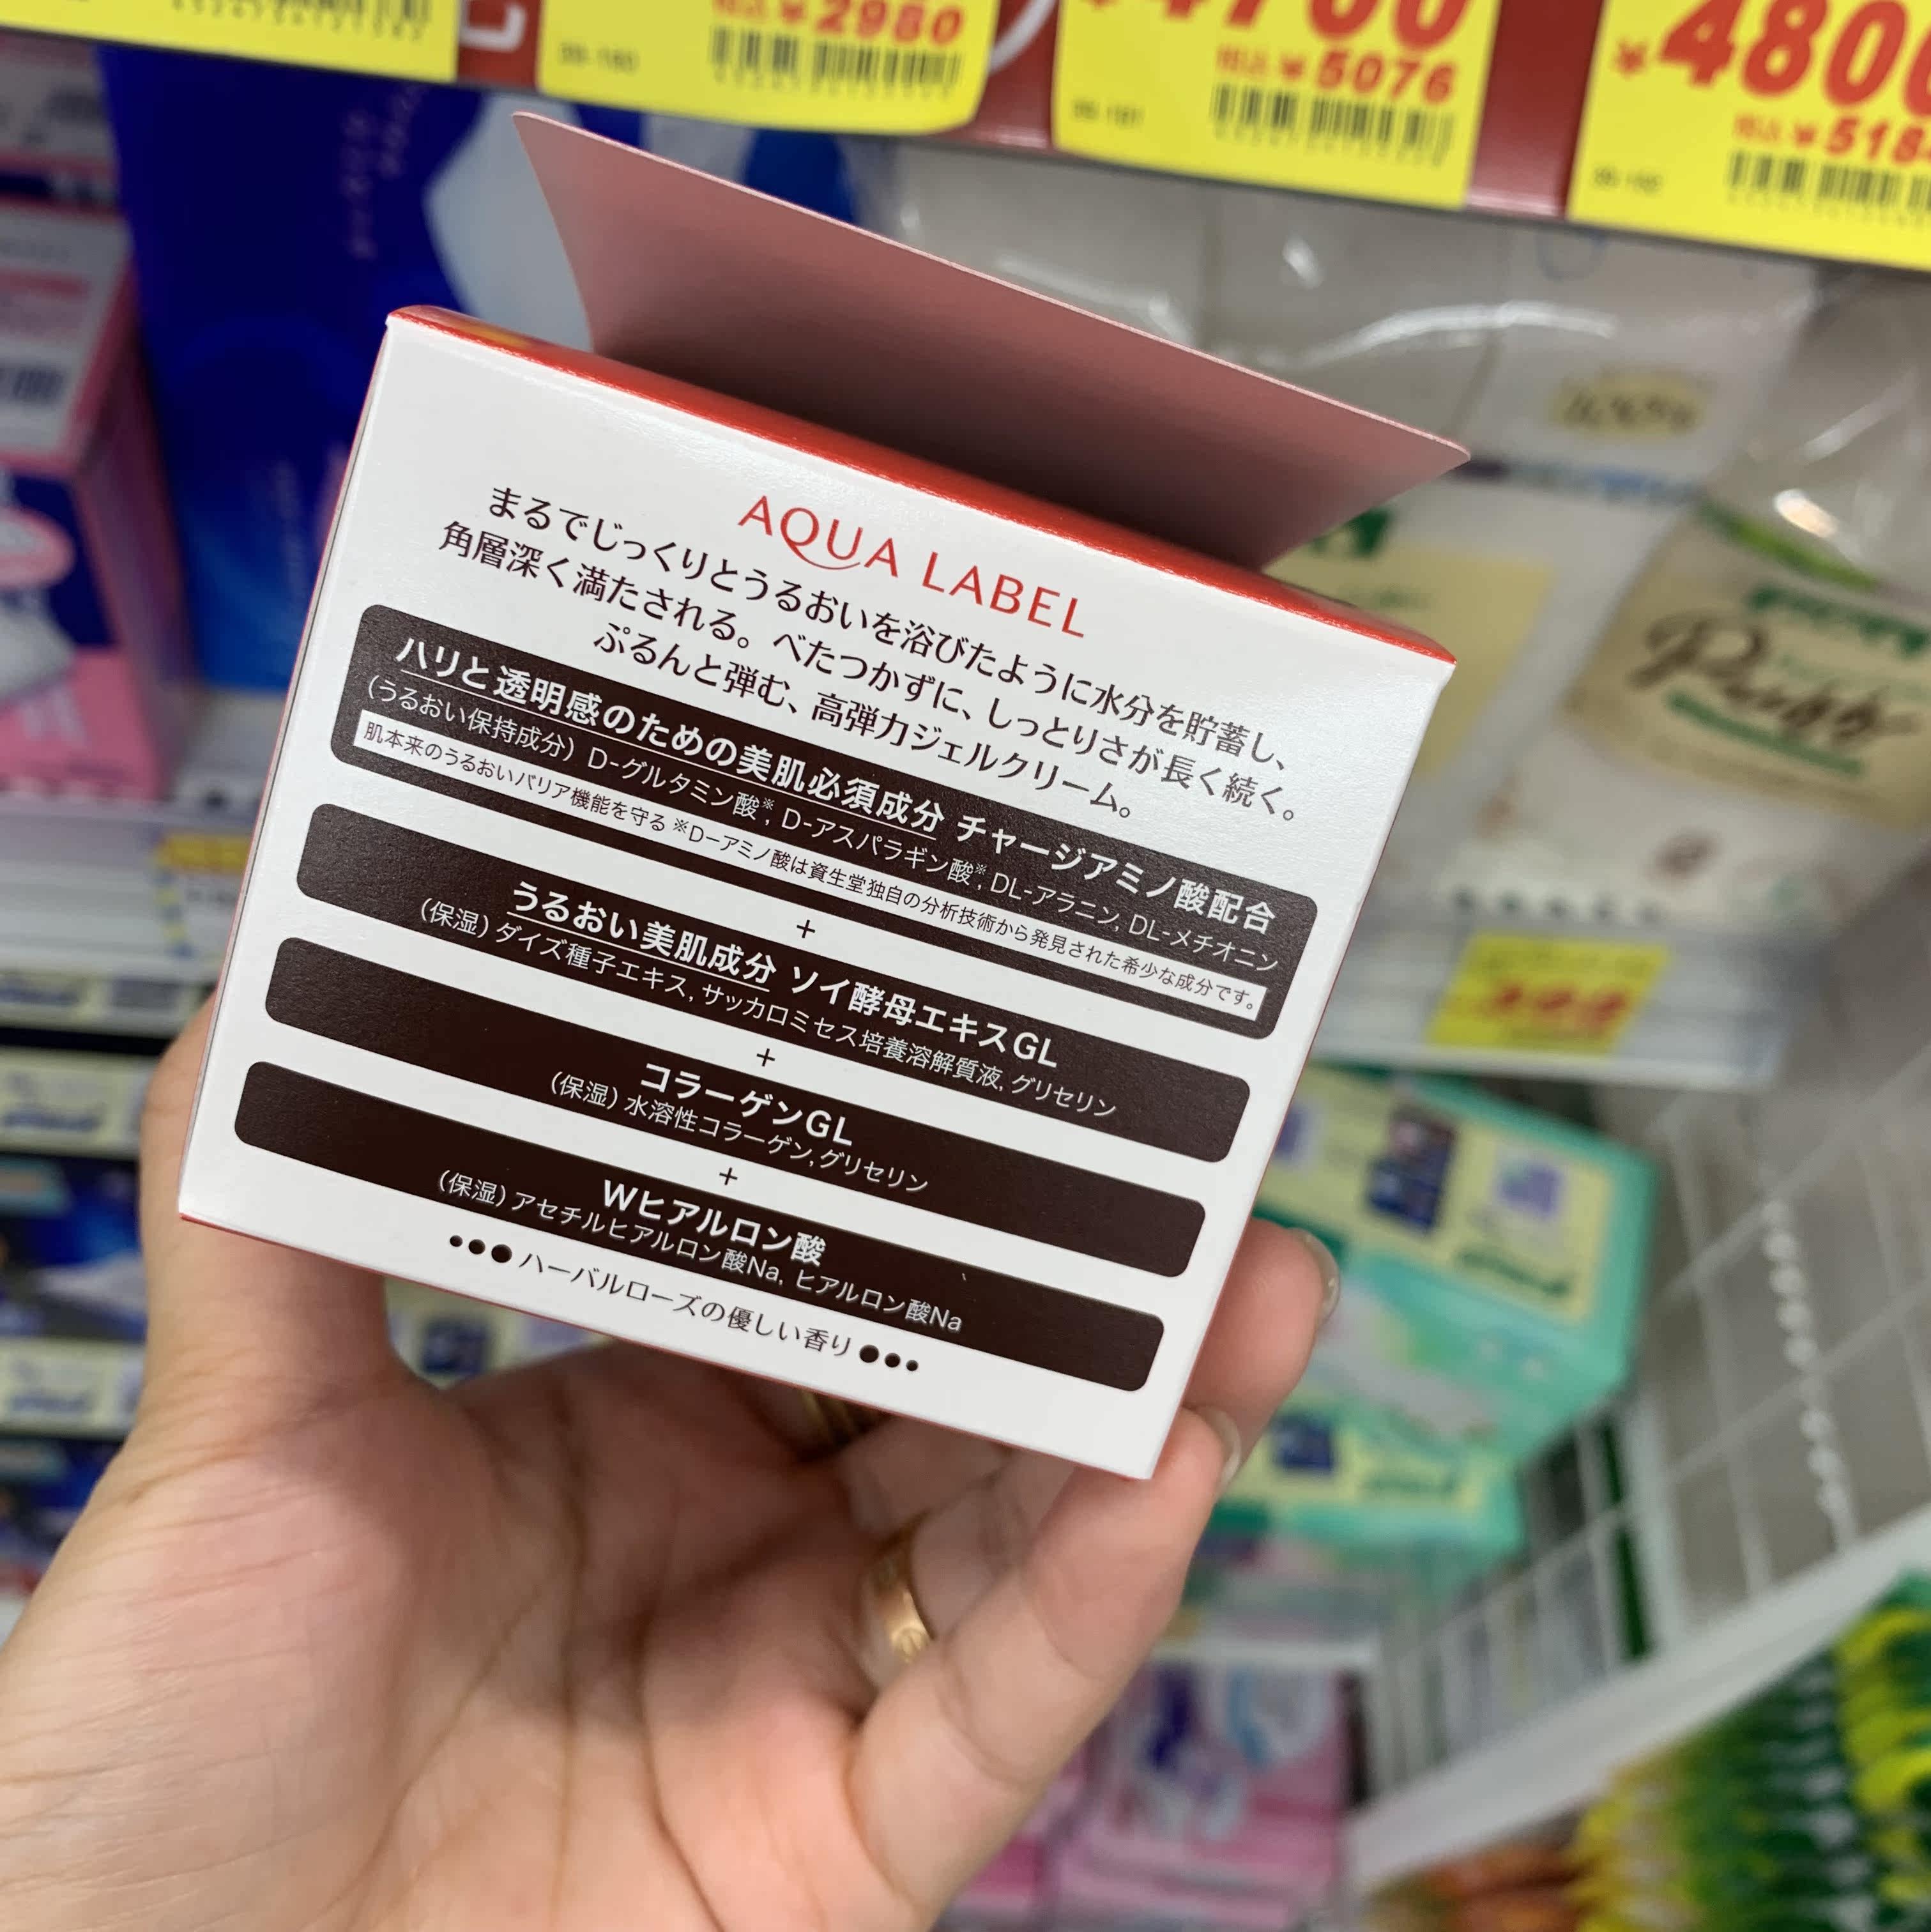 2980
4700
税込¥5076
¥4800
税込¥518
100%
AQUA LABEL
まるでじっくりとうるおいを浴びたように水分を貯蓄し、
角層深く満たされる。べたつかずに、しっとりさが長く続く。
ぷるんと弾む、高弾力ジェルクリーム。
ハリと透明感のための美肌必須成分 チャージアミノ酸配合
(うるおい保持成分) D-グルタミン酸※, D-アスパラギン酸※, DL-アラニン, DL-メチオニン
肌本来のうるおいバリア機能を守る ※D-アミノ酸は資生堂独自の分析技術から発見された希少な成分です。
+
うるおい美肌成分 ソイ酵母エキスGL
(保湿) ダイズ種子エキス, サッカロミセス培養溶解質液, グリセリン
+
コラーゲンGL
(保湿) 水溶性コラーゲン, グリセリン
+
Wヒアルロン酸
(保湿) アセチルヒアルロン酸Na, ヒアルロン酸Na
●●●ハーバルローズの優しい香り●●●